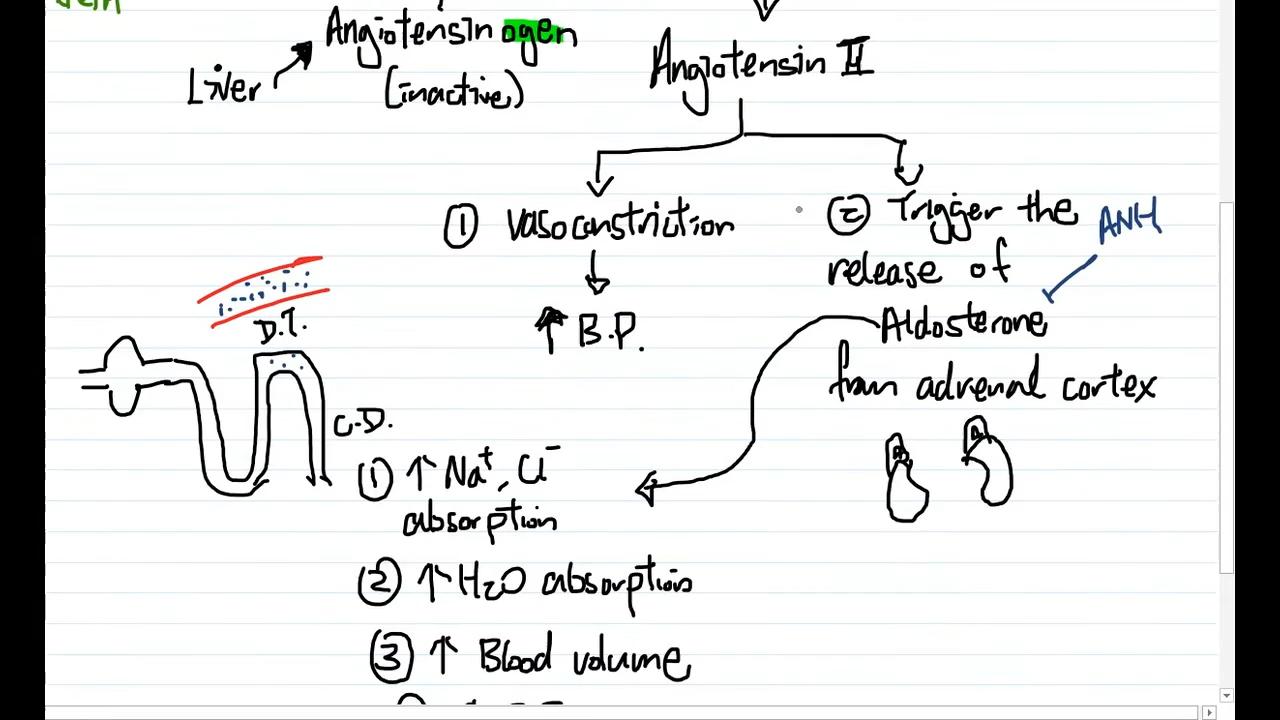 Angiotensinogen
(inactive)
Liver
Angiotensin II
① Vasoconstriction
↑ B.P.
② Trigger the
release of
Aldosterone
from adrenal cortex
ANH
D.T.
C.D.
① ↑ Na⁺, Cl⁻
absorption
② ↑ H2O absorption
③ ↑ Blood volume